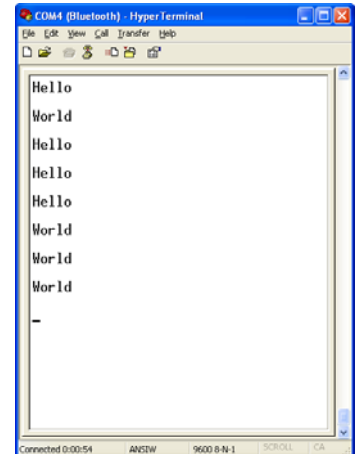 COM4 (Bluetooth) - HyperTerminal
File Edit View Call Transfer Help
Hello
World
Hello
Hello
Hello
World
World
World
_
Connected 0:00:54 ANSIW 9600 8-N-1 SCROLL CA